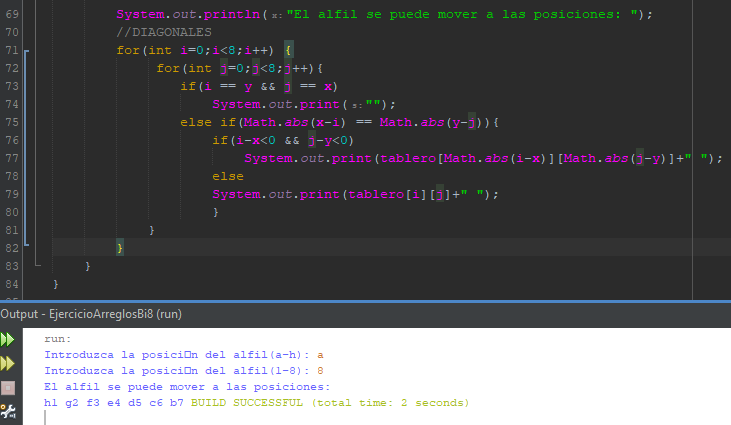 69 System.out.println(s:"El alfil se puede mover a las posiciones: ");
70 //DIAGONALES
71 for(int i=0;i<8;i++) {
72 for(int j=0;j<8;j++){
73 if(i == y && j == x)
74 System.out.print(s:"");
75 else if(Math.abs(x-i) == Math.abs(y-j)){
76 if(i-x<0 && j-y<0)
77 System.out.print(tablero[Math.abs(i-x)][Math.abs(j-y)]+" ");
78 else
79 System.out.print(tablero[i][j]+" ");
80 }
81 }
82 }
83 }
84 }
Output - EjercicioArreglosBi8 (run)
run:
Introduzca la posici□n del alfil(a-h): a
Introduzca la posici□n del alfil(1-8): 8
El alfil se puede mover a las posiciones:
h1 g2 f3 e4 d5 c6 b7 BUILD SUCCESSFUL (total time: 2 seconds)